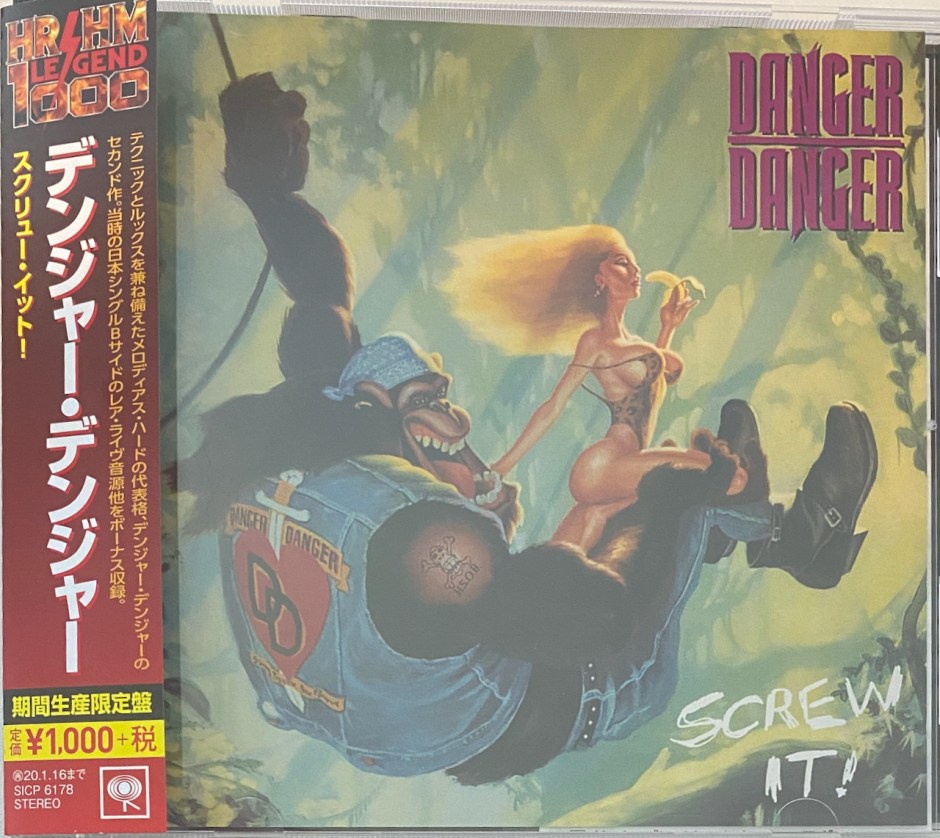 HR HM
LEGEND
1000
デンジャー・デンジャー
スクリュー・イット!
テクニックとルックスを兼ね備えたメロディアス・ハードの代表格、デンジャー・デンジャーの
セカンド作。当時の日本シングルBサイドのレア・ライヴ音源他をボーナス収録。
期間生産限定盤
定価 ¥1,000+税
20.1.16まで
SICP 6178
STEREO
DANGER
DANGER
DANGER DANGER
DD
SCREW
IT!